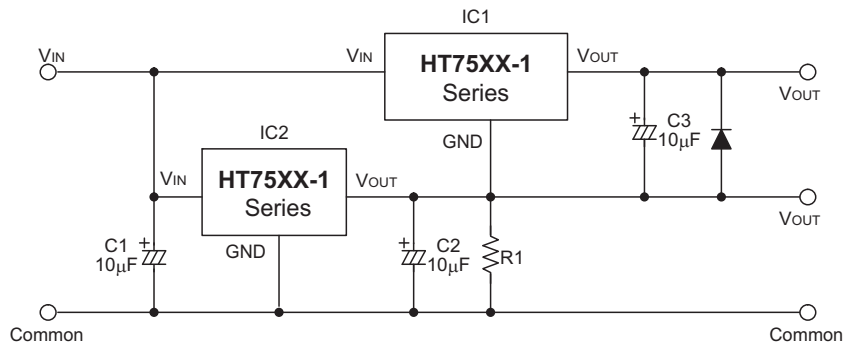 IC1
VIN
VIN
HT75XX-1
Series
VOUT
VOUT
GND
C3
+
10μF
IC2
VIN
HT75XX-1
Series
VOUT
VOUT
GND
C1
+
10μF
C2
+
10μF
R1
Common
Common